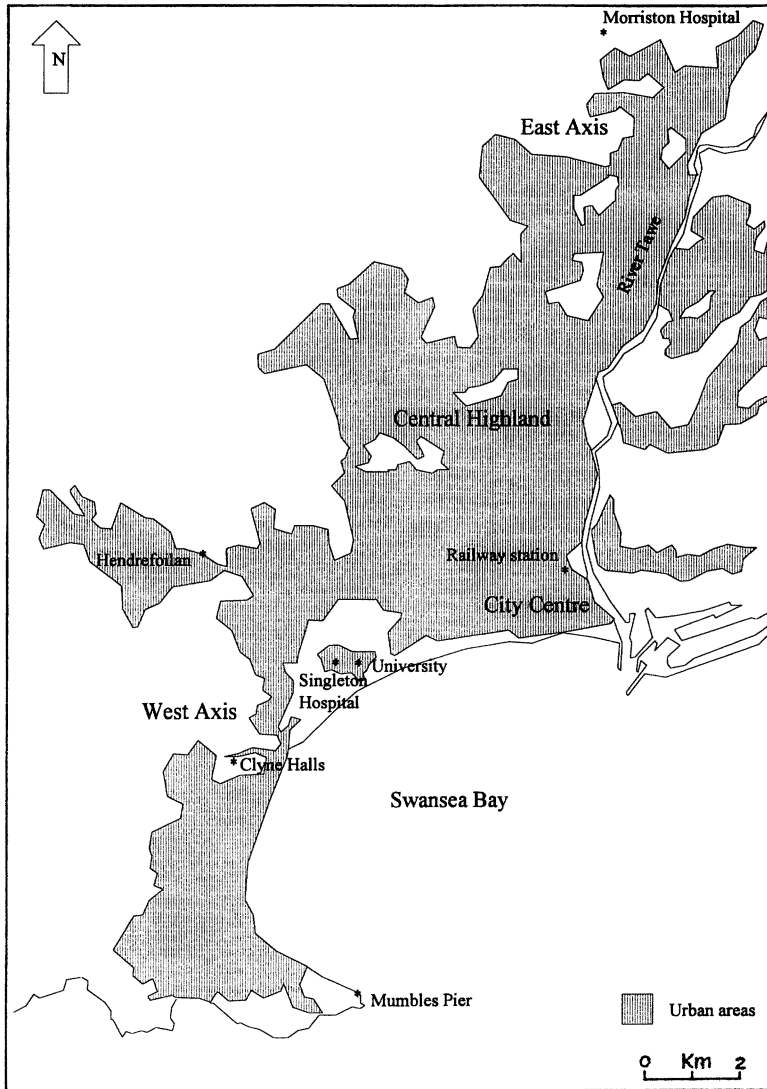 Morriston Hospital
N
East Axis
River Tawe
Central Highland
Hendrefoilan
Railway station
City Centre
University
Singleton
Hospital
West Axis
Clyne Halls
Swansea Bay
Mumbles Pier
Urban areas
0 Km 2